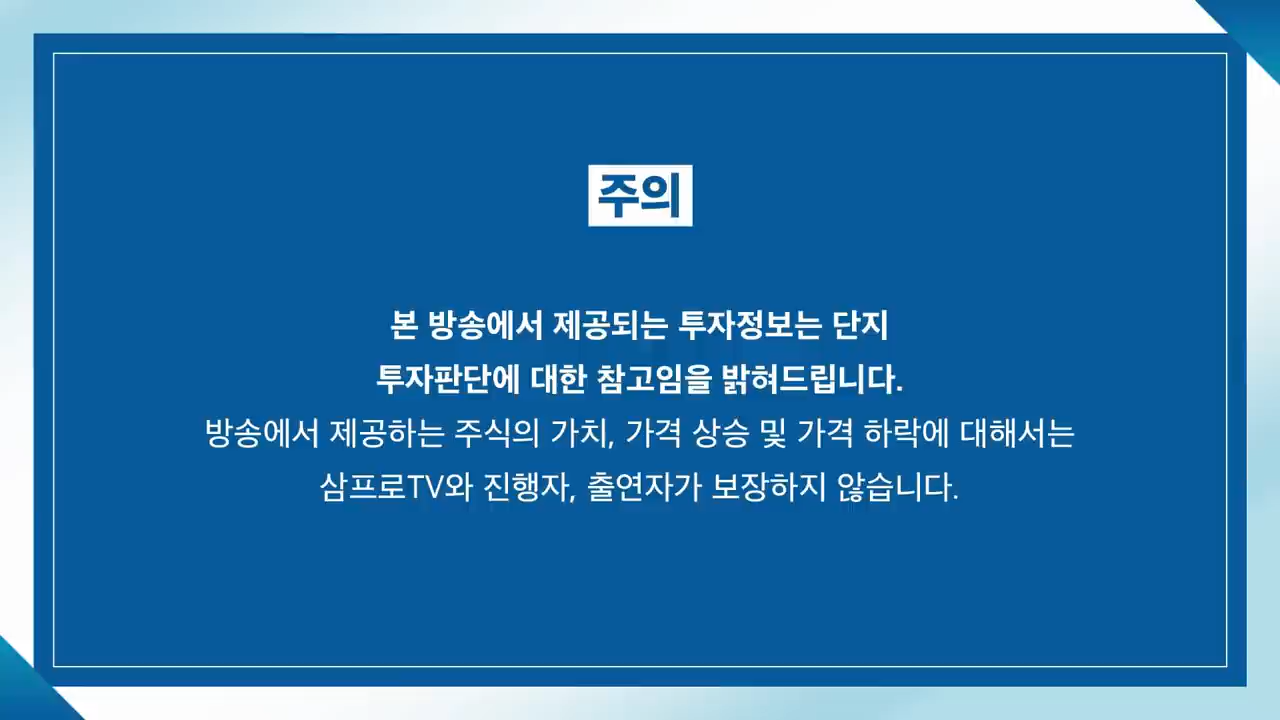 주의
본 방송에서 제공되는 투자정보는 단지
투자판단에 대한 참고임을 밝혀드립니다.
방송에서 제공하는 주식의 가치, 가격 상승 및 가격 하락에 대해서는
삼프로TV와 진행자, 출연자가 보장하지 않습니다.